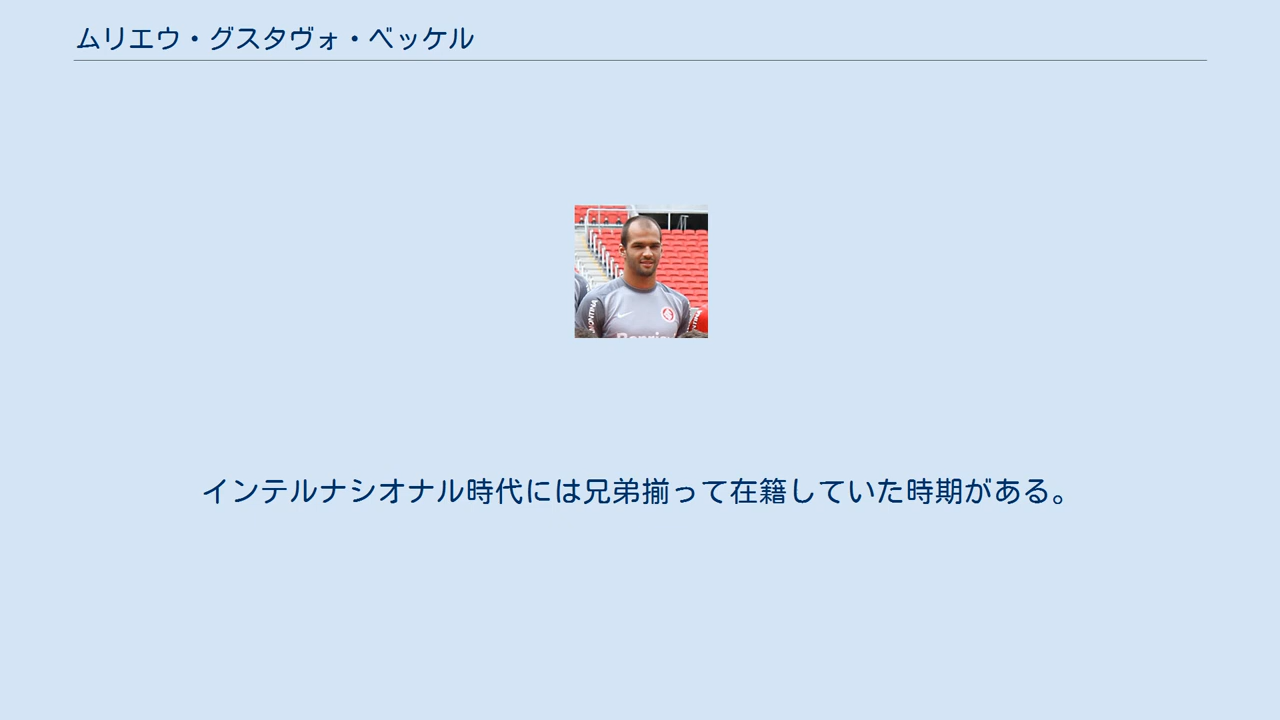 ムリエウ・グスタヴォ・ベッケル
インテルナシオナル時代には兄弟揃って在籍していた時期がある。